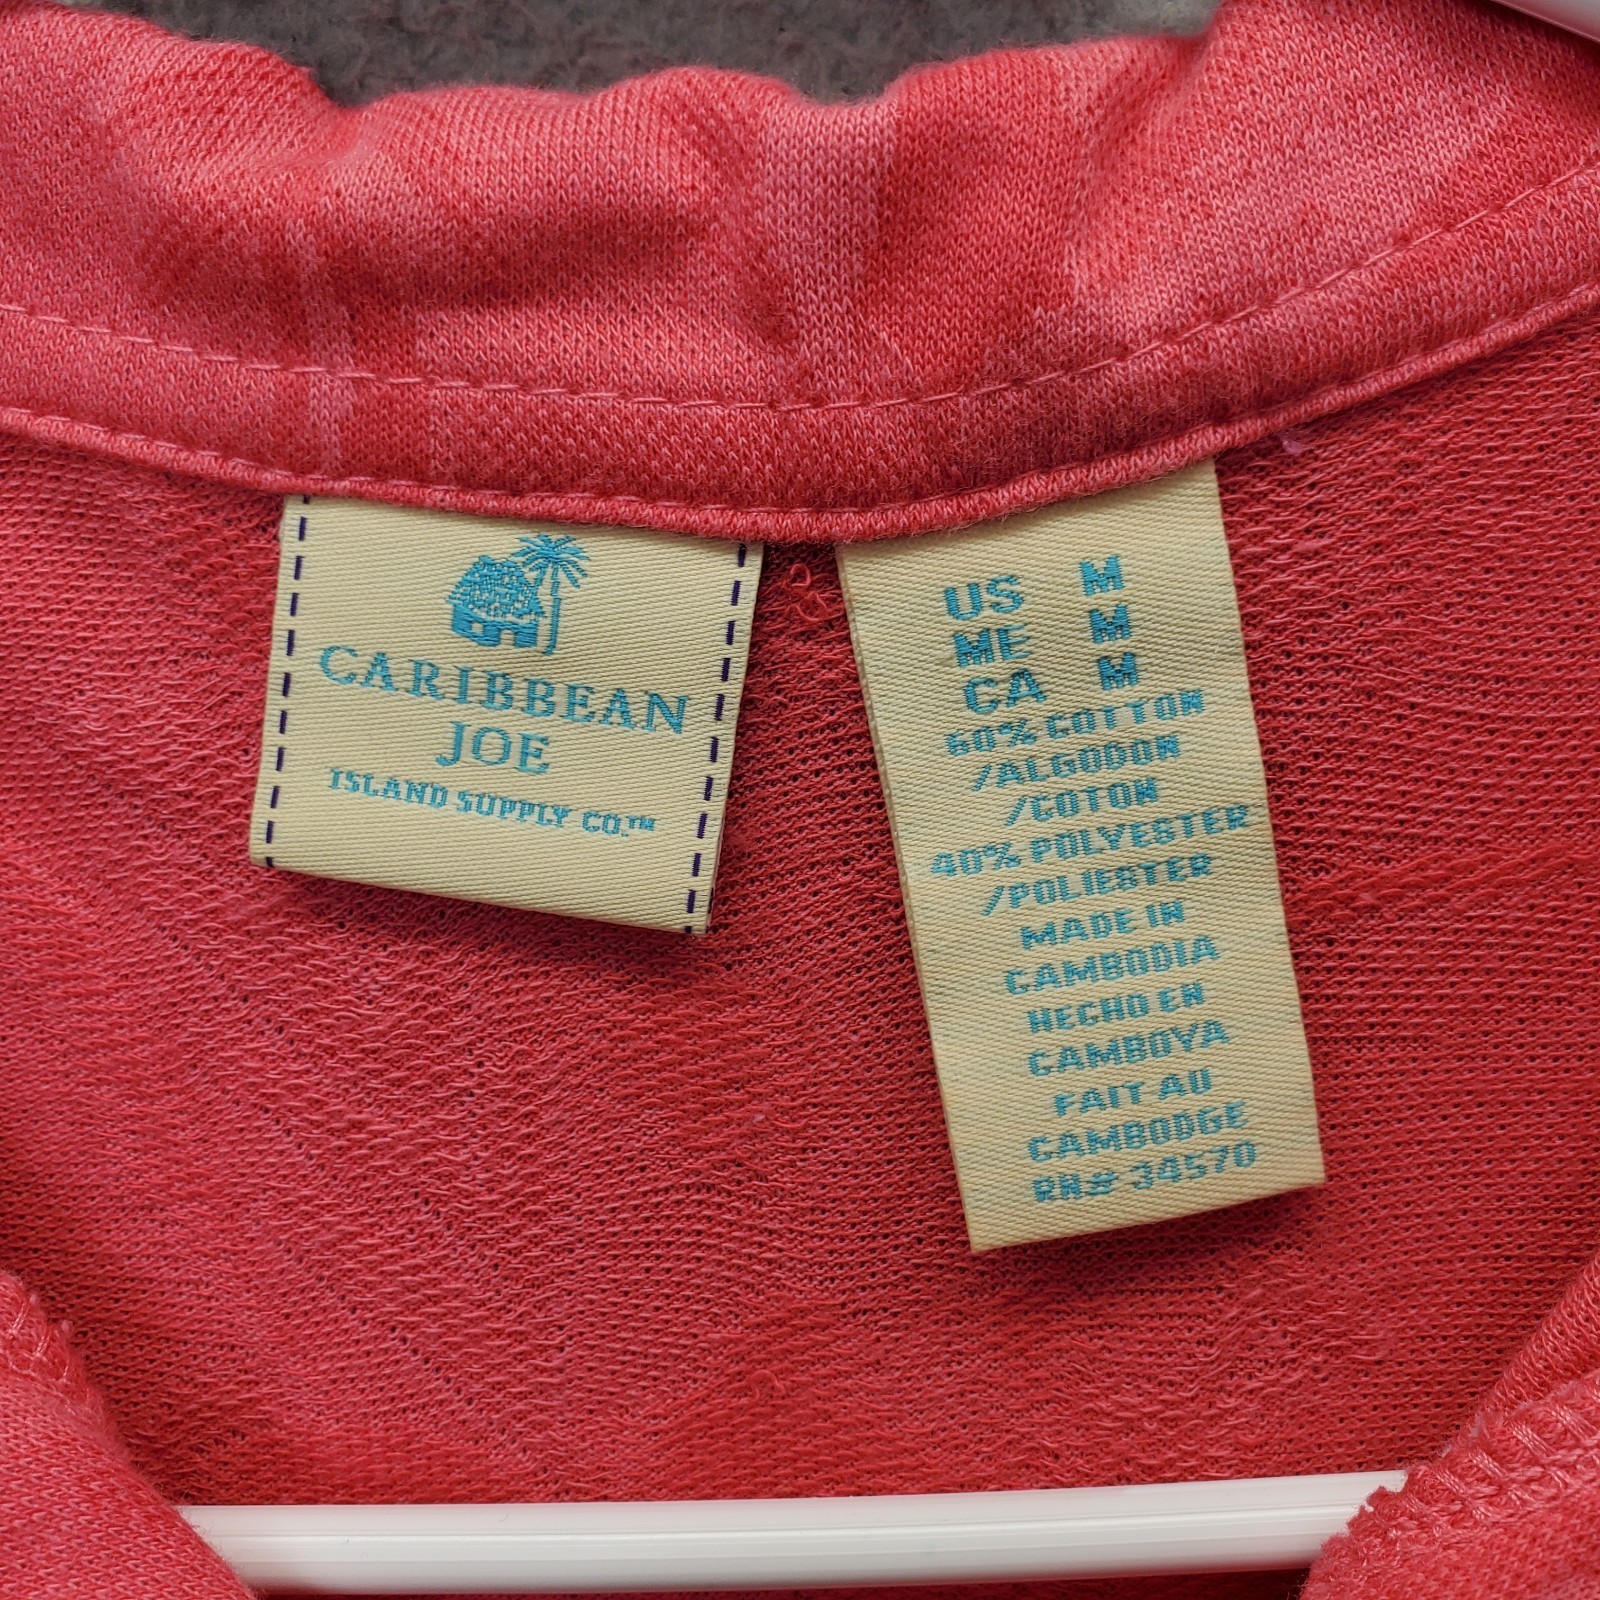 CARIBBEAN
JOE
ISLAND SUPPLY CO.™
US M
ME M
CA M
60% COTTON
/ALGODON
/COTON
40% POLYESTER
/POLIESTER
MADE IN
CAMBODIA
HECHO EN
CAMBOYA
FAIT AU
CAMBODGE
RN# 34570